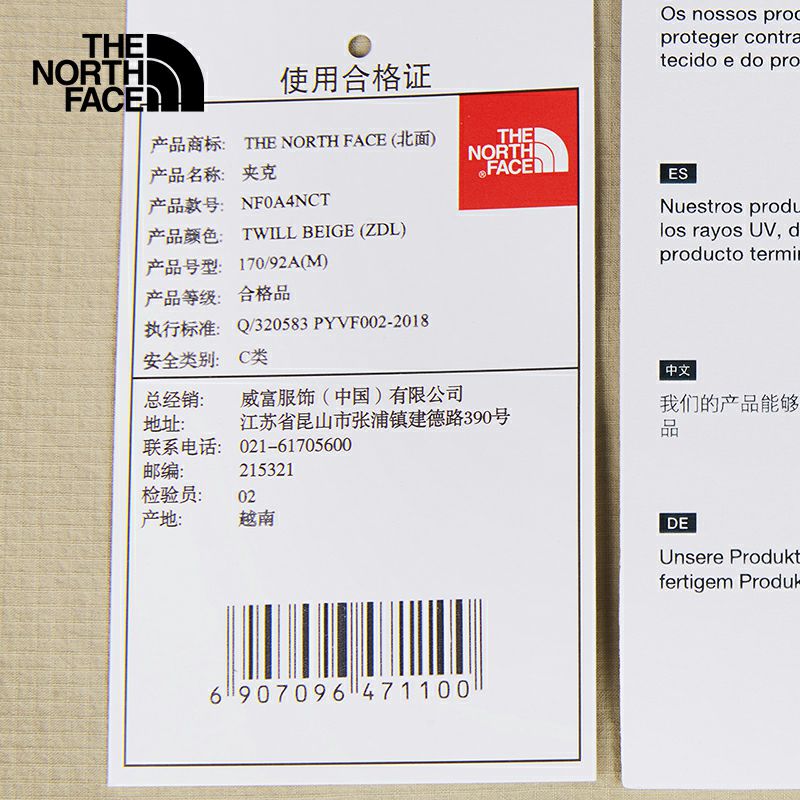 THE
NORTH
FACE
使用合格证
THE
NORTH
FACE
®
产品商标: THE NORTH FACE (北面)
产品名称: 夹克
产品款号: NF0A4NCT
产品颜色: TWILL BEIGE (ZDL)
产品号型: 170/92A(M)
产品等级: 合格品
执行标准: Q/320583 PYVF002-2018
安全类别: C类
总经销: 威富服饰（中国）有限公司
地址: 江苏省昆山市张浦镇建德路390号
联系电话: 021-61705600
邮编: 215321
检验员: 02
产地: 越南
6 907096 471100
Os nossos prod
proteger contra
tecido e do pro
ES
Nuestros produ
los rayos UV, d
producto termin
中文
我们的产品能够
品
DE
Unsere Produkt
fertigem Produk